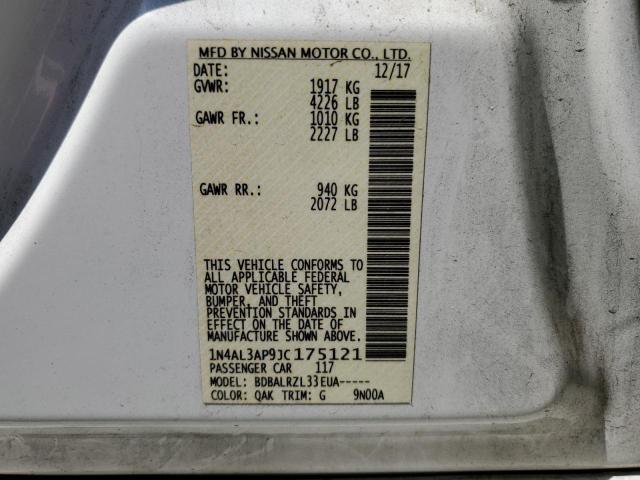 MFD BY NISSAN MOTOR CO., LTD.
DATE: 12/17
GVWR: 1917 KG
4226 LB
GAWR FR.: 1010 KG
2227 LB
GAWR RR.: 940 KG
2072 LB
THIS VEHICLE CONFORMS TO
ALL APPLICABLE FEDERAL
MOTOR VEHICLE SAFETY,
BUMPER, AND THEFT
PREVENTION STANDARDS IN
EFFECT ON THE DATE OF
MANUFACTURE SHOWN ABOVE.
1N4AL3AP9JC175121
PASSENGER CAR 117
MODEL: BDBALRZL33EUA-----
COLOR: QAK TRIM: G 9N00A